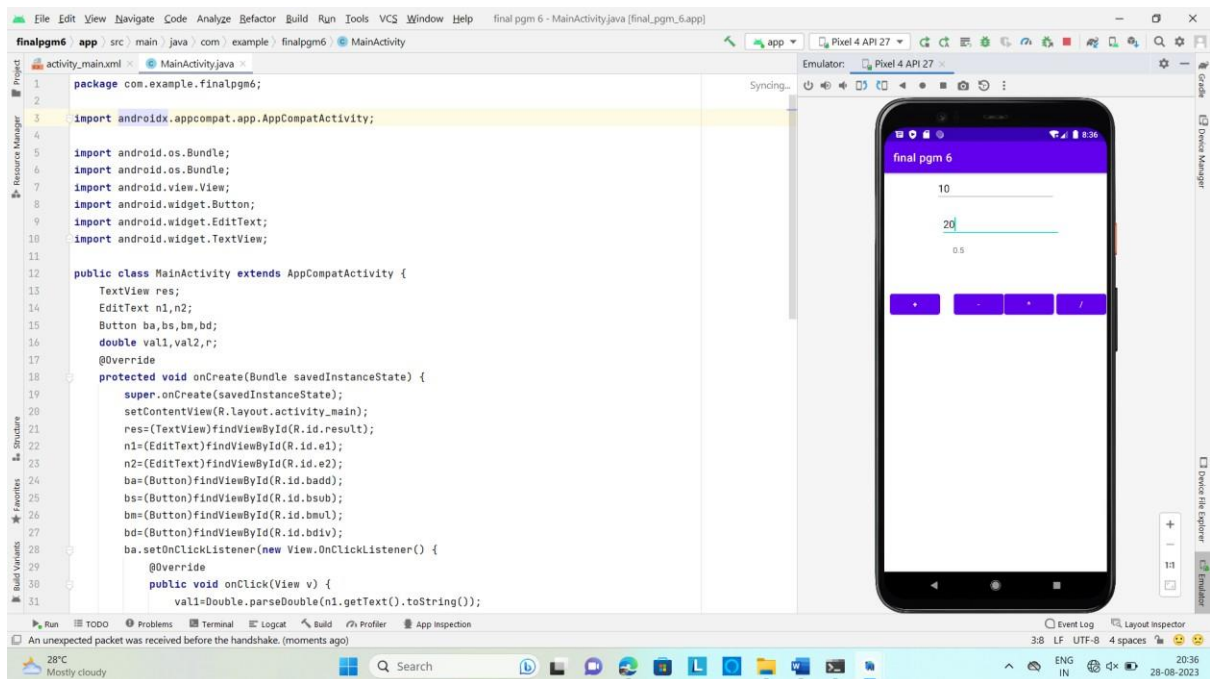 File Edit View Navigate Code Analyze Refactor Build Run Tools VCS Window Help final pgm 6 - MainActivity.java [final_pgm_6.app]
finalpgm6 app src main java com example finalpgm6 MainActivity app Pixel 4 API 27
activity_main.xml MainActivity.java Emulator: Pixel 4 API 27
Syncing...
Project
Resource Manager
Structure
Favorites
Build Variants
1 package com.example.finalpgm6;
2
3 import androidx.appcompat.app.AppCompatActivity;
4
5 import android.os.Bundle;
6 import android.os.Bundle;
7 import android.view.View;
8 import android.widget.Button;
9 import android.widget.EditText;
10 import android.widget.TextView;
11
12 public class MainActivity extends AppCompatActivity {
13 TextView res;
14 EditText n1,n2;
15 Button ba,bs,bm,bd;
16 double val1,val2,r;
17 @Override
18 protected void onCreate(Bundle savedInstanceState) {
19 super.onCreate(savedInstanceState);
20 setContentView(R.layout.activity_main);
21 res=(TextView)findViewById(R.id.result);
22 n1=(EditText)findViewById(R.id.e1);
23 n2=(EditText)findViewById(R.id.e2);
24 ba=(Button)findViewById(R.id.badd);
25 bs=(Button)findViewById(R.id.bsub);
26 bm=(Button)findViewById(R.id.bmul);
27 bd=(Button)findViewById(R.id.bdiv);
28 ba.setOnClickListener(new View.OnClickListener() {
29 @Override
30 public void onClick(View v) {
31 val1=Double.parseDouble(n1.getText().toString());
8:36
final pgm 6
10
20
0.5
+ - * /
1:1
Gradle
Device Manager
Device File Explorer
Emulator
Run TODO Problems Terminal Logcat Build Profiler App Inspection Event Log Layout Inspector
An unexpected packet was received before the handshake. (moments ago) 3:8 LF UTF-8 4 spaces
28°C
Mostly cloudy
Search
ENG
IN
20:36
28-08-2023